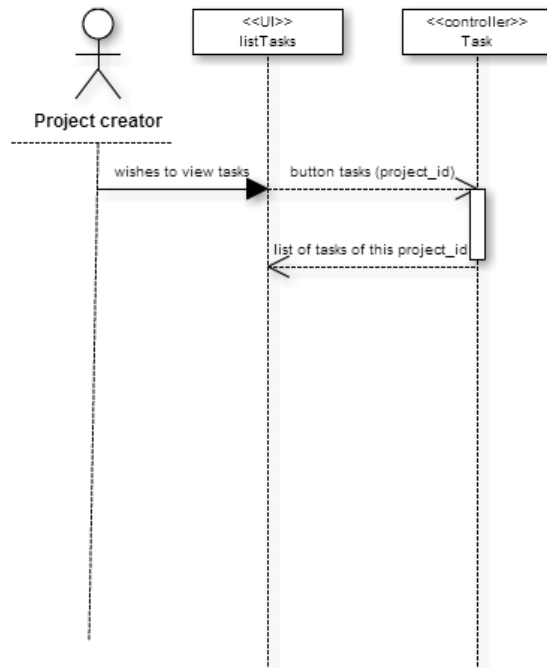 <<UI>>
listTasks
<<controller>>
Task
Project creator
wishes to view tasks
button tasks (project_id)
list of tasks of this project_id